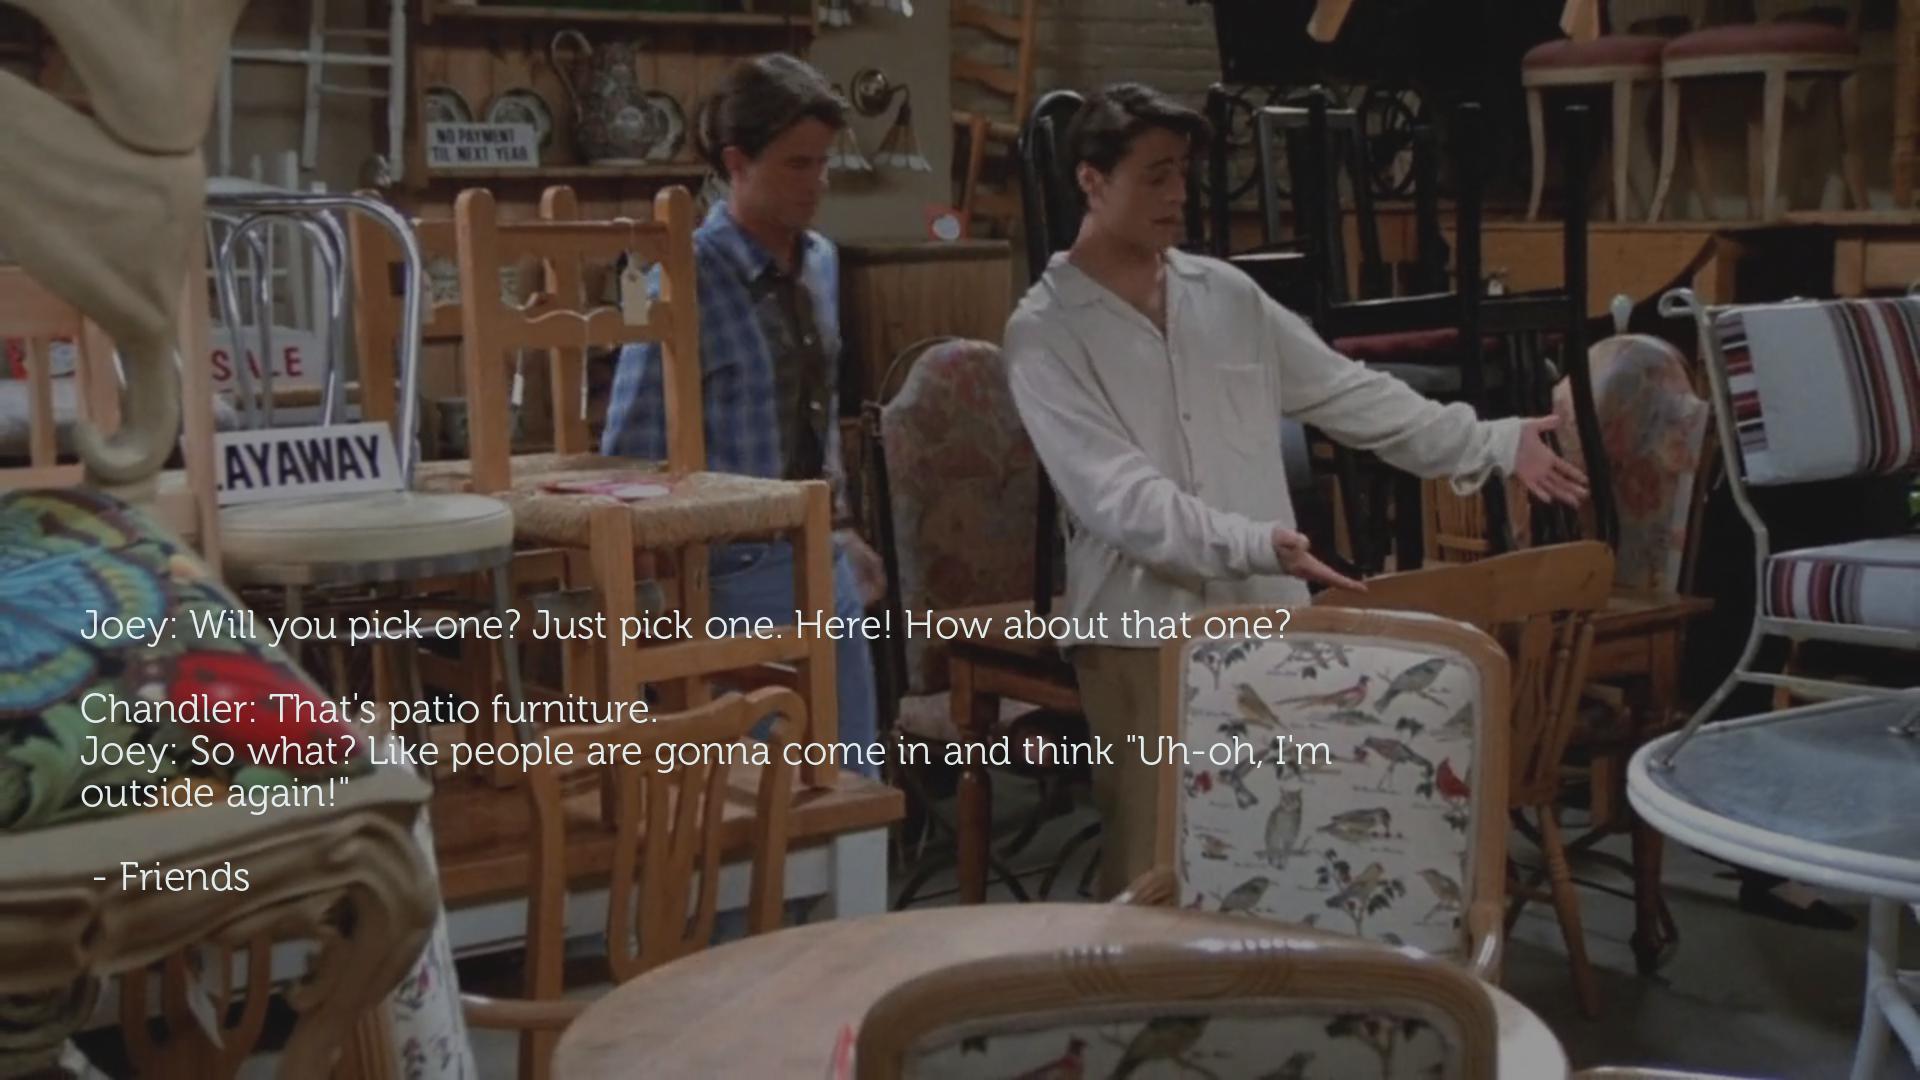 NO PAYMENT
'TIL NEXT YEAR
SALE
LAYAWAY
Joey: Will you pick one? Just pick one. Here! How about that one?
Chandler: That's patio furniture.
Joey: So what? Like people are gonna come in and think "Uh-oh, I'm
outside again!"
- Friends